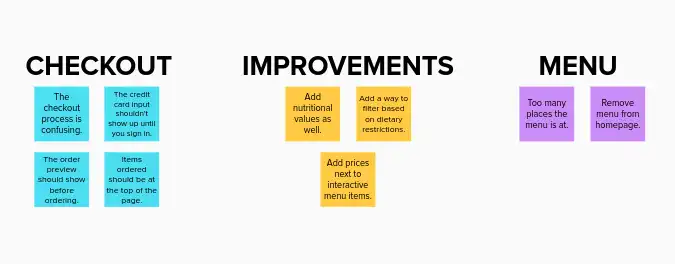 CHECKOUT
The
checkout
process is
confusing.
The credit
card input
shouldn't
show up until
you sign in.
The order
preview
should show
before
ordering.
Items
ordered
should be at
the top of the
page.
IMPROVEMENTS
Add
nutritional
values as
well.
Add a way to
filter based
on dietary
restrictions.
Add prices
next to
interactive
menu items.
MENU
Too many
places the
menu is at.
Remove
menu from
homepage.